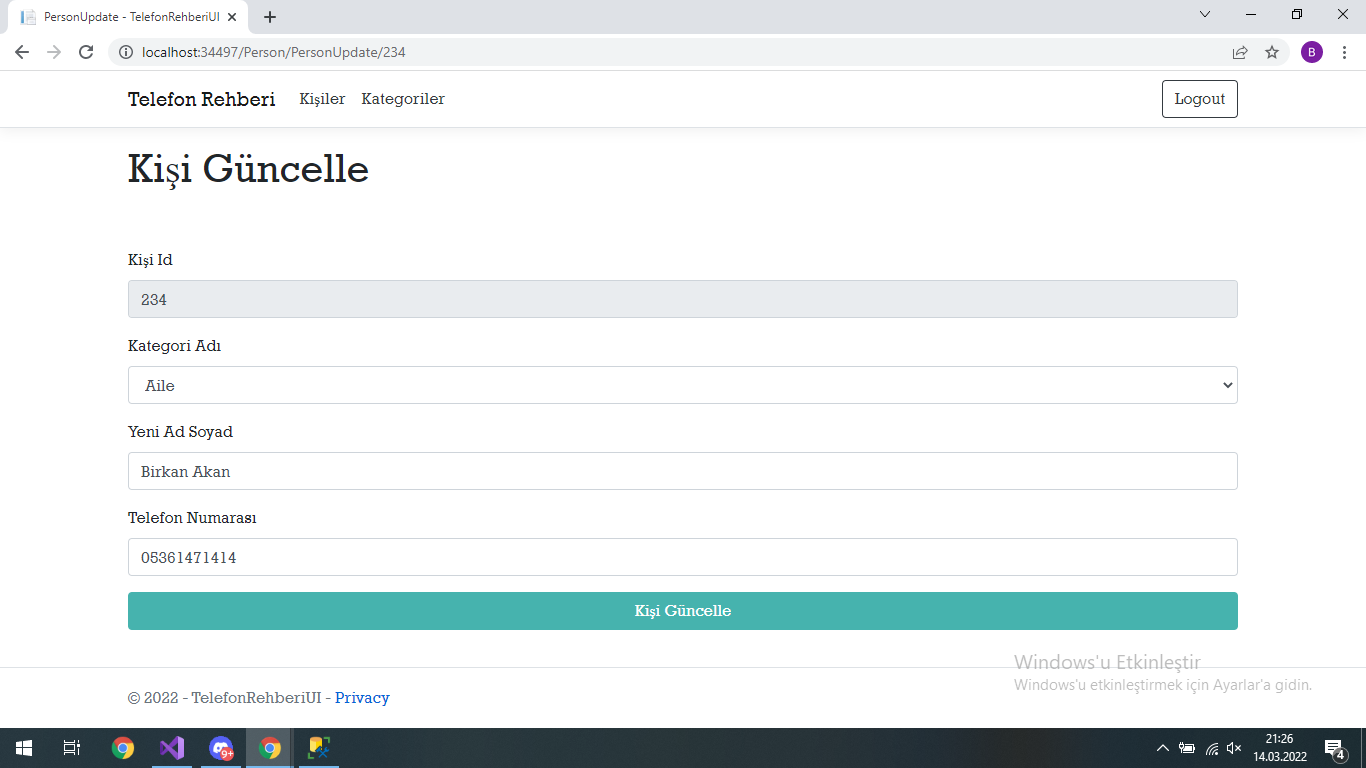 PersonUpdate - TelefonRehberiUI
localhost:34497/Person/PersonUpdate/234
B
Telefon Rehberi Kişiler Kategoriler Logout
Kişi Güncelle
Kişi Id
234
Kategori Adı
Aile
Yeni Ad Soyad
Birkan Akan
Telefon Numarası
05361471414
Kişi Güncelle
Windows'u Etkinleştir
Windows'u etkinleştirmek için Ayarlar'a gidin.
© 2022 - TelefonRehberiUI - Privacy
9+
21:26
14.03.2022
4